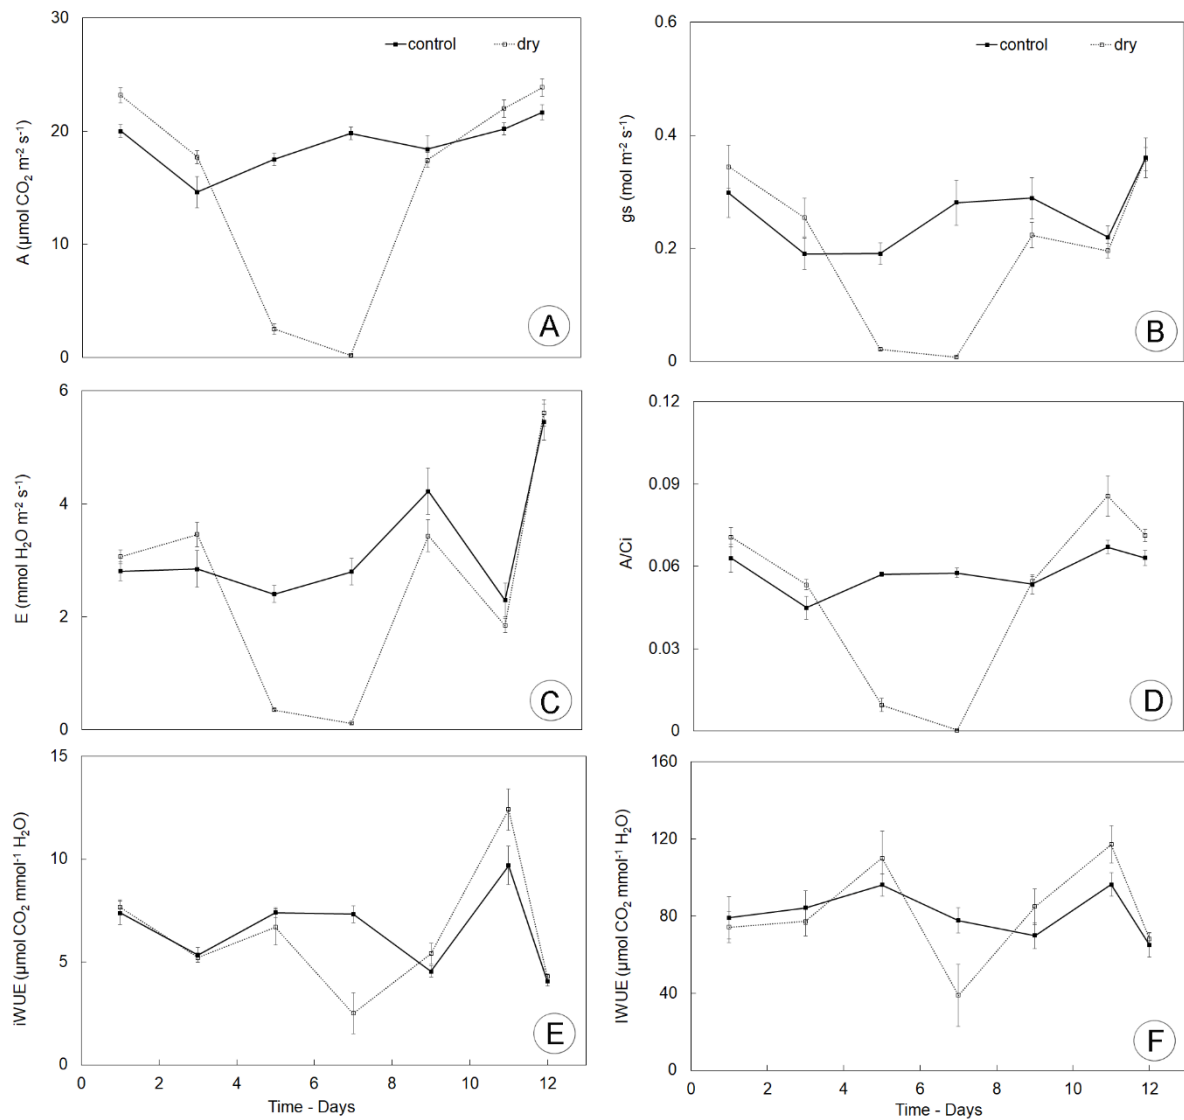 30
20
10
0
A (µmol CO₂ m⁻² s⁻¹)
control
dry
A
0.6
0.4
0.2
0
gs (mol m⁻² s⁻¹)
control
dry
B
6
4
2
0
E (mmol H₂O m⁻² s⁻¹)
C
0.12
0.09
0.06
0.03
0
A/Ci
D
15
10
5
0
iWUE (µmol CO₂ mmol⁻¹ H₂O)
E
0 2 4 6 8 10 12
Time - Days
160
120
80
40
0
IWUE (µmol CO₂ mmol⁻¹ H₂O)
F
0 2 4 6 8 10 12
Time - Days